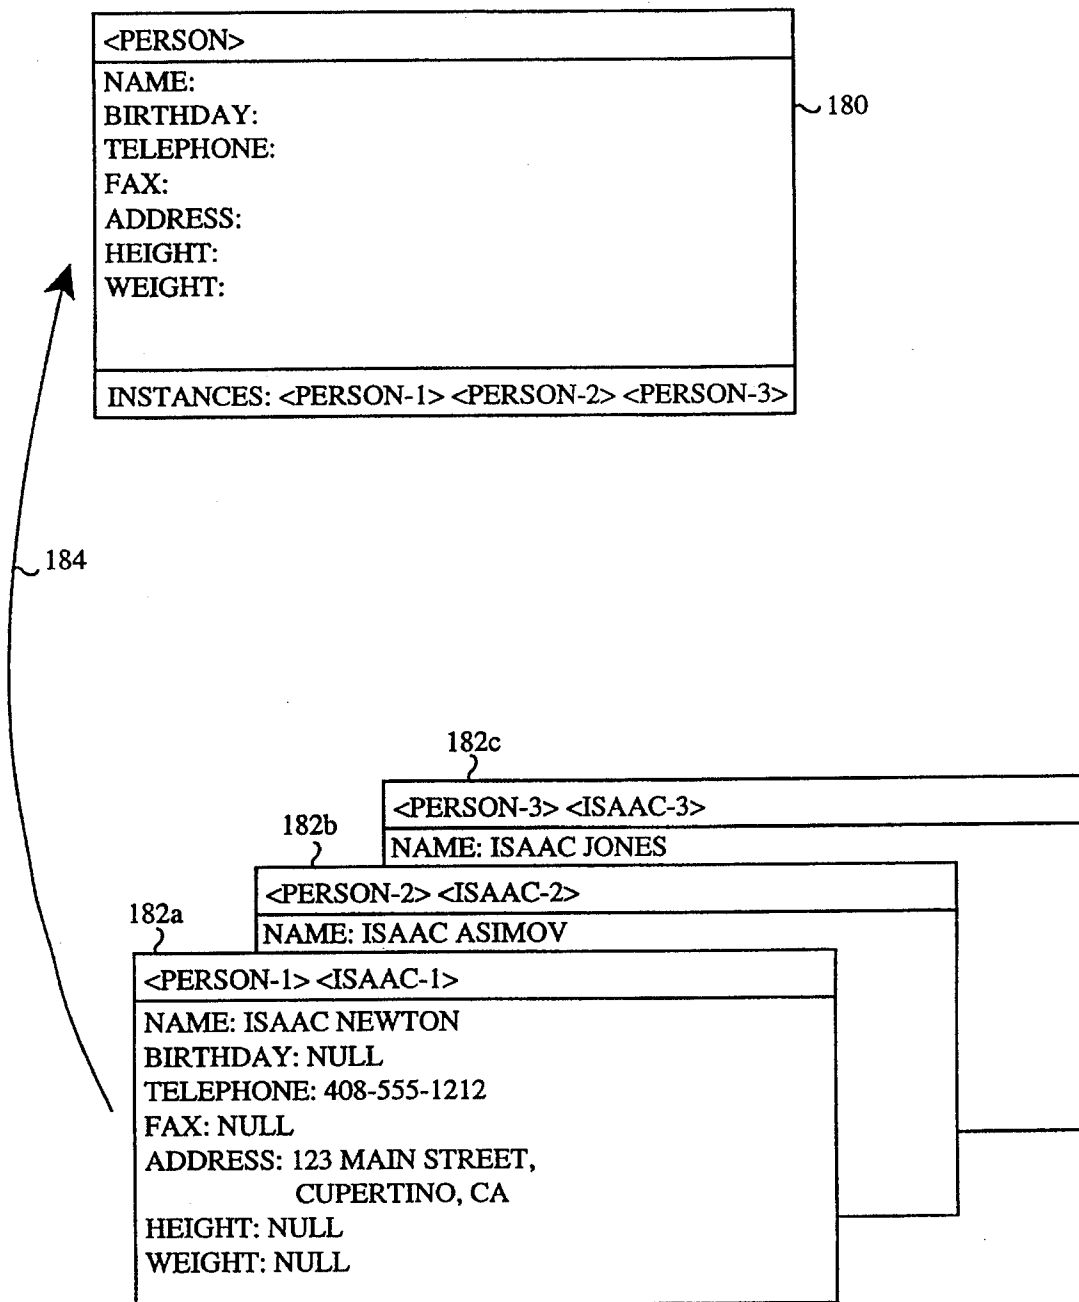 <PERSON>
NAME:
BIRTHDAY:
TELEPHONE:
FAX:
ADDRESS:
HEIGHT:
WEIGHT:
INSTANCES: <PERSON-1> <PERSON-2> <PERSON-3>
180
184
182c
<PERSON-3> <ISAAC-3>
NAME: ISAAC JONES
182b
<PERSON-2> <ISAAC-2>
NAME: ISAAC ASIMOV
182a
<PERSON-1> <ISAAC-1>
NAME: ISAAC NEWTON
BIRTHDAY: NULL
TELEPHONE: 408-555-1212
FAX: NULL
ADDRESS: 123 MAIN STREET,
CUPERTINO, CA
HEIGHT: NULL
WEIGHT: NULL